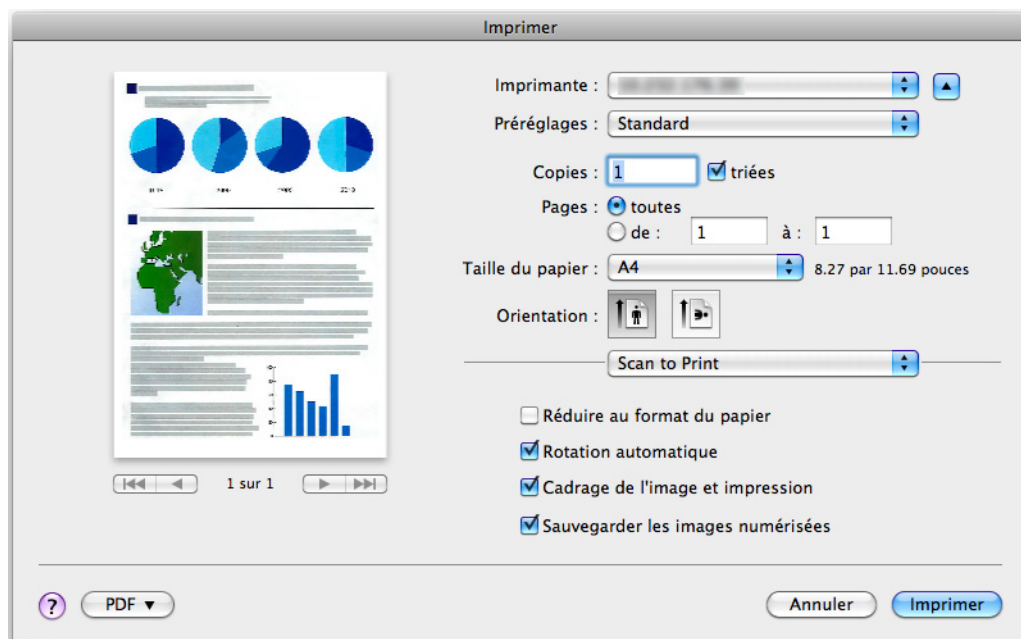 Imprimer
Imprimante :
Préréglages : Standard
Copies : 1 triées
Pages : toutes
de : 1 à : 1
Taille du papier : A4 8.27 par 11.69 pouces
Orientation :
Scan to Print
Réduire au format du papier
Rotation automatique
Cadrage de l'image et impression
Sauvegarder les images numérisées
1 sur 1
? PDF Annuler Imprimer